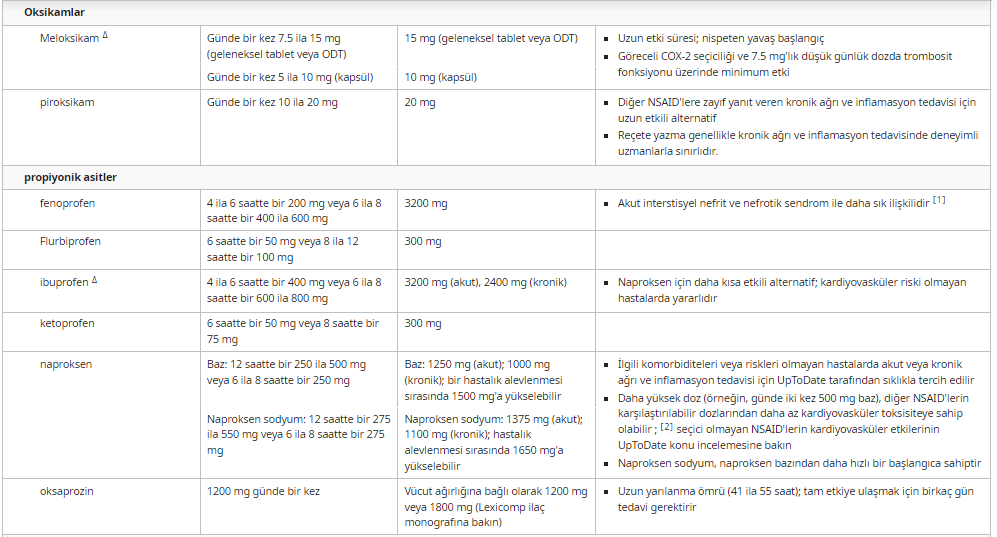 Oksikamlar
Meloksikam Δ
Günde bir kez 7.5 ila 15 mg
(geleneksel tablet veya ODT)
Günde bir kez 5 ila 10 mg (kapsül)
15 mg (geleneksel tablet veya ODT)
10 mg (kapsül)
▪ Uzun etki süresi; nispeten yavaş başlangıç
▪ Göreceli COX-2 seçiciliği ve 7.5 mg'lık düşük günlük dozda trombosit
fonksiyonu üzerinde minimum etki
piroksikam
Günde bir kez 10 ila 20 mg
20 mg
▪ Diğer NSAID'lere zayıf yanıt veren kronik ağrı ve inflamasyon tedavisi için
uzun etkili alternatif
▪ Reçete yazma genellikle kronik ağrı ve inflamasyon tedavisinde deneyimli
uzmanlarla sınırlıdır.
propiyonik asitler
fenoprofen
4 ila 6 saatte bir 200 mg veya 6 ila 8
saatte bir 400 ila 600 mg
3200 mg
▪ Akut interstisyel nefrit ve nefrotik sendrom ile daha sık ilişkilidir [1]
Flurbiprofen
6 saatte bir 50 mg veya 8 ila 12
saatte bir 100 mg
300 mg
ibuprofen Δ
4 ila 6 saatte bir 400 mg veya 6 ila 8
saatte bir 600 ila 800 mg
3200 mg (akut), 2400 mg (kronik)
▪ Naproksen için daha kısa etkili alternatif; kardiyovasküler riski olmayan
hastalarda yararlıdır
ketoprofen
6 saatte bir 50 mg veya 8 saatte bir
75 mg
300 mg
naproksen
Baz: 12 saatte bir 250 ila 500 mg
veya 6 ila 8 saatte bir 250 mg
Naproksen sodyum: 12 saatte bir 275
ila 550 mg veya 6 ila 8 saatte bir 275
mg
Baz: 1250 mg (akut); 1000 mg
(kronik); bir hastalık alevlenmesi
sırasında 1500 mg'a yükselebilir
Naproksen sodyum: 1375 mg (akut);
1100 mg (kronik); hastalık
alevlenmesi sırasında 1650 mg'a
yükselebilir
▪ İlgili komorbiditeleri veya riskleri olmayan hastalarda akut veya kronik
ağrı ve inflamasyon tedavisi için UpToDate tarafından sıklıkla tercih edilir
▪ Daha yüksek doz (örneğin, günde iki kez 500 mg baz), diğer NSAID'lerin
karşılaştırılabilir dozlarından daha az kardiyovasküler toksisiteye sahip
olabilir ; [2] seçici olmayan NSAID'lerin kardiyovasküler etkilerinin
UpToDate konu incelemesine bakın
▪ Naproksen sodyum, naproksen bazından daha hızlı bir başlangıca sahiptir
oksaprozin
1200 mg günde bir kez
Vücut ağırlığına bağlı olarak 1200 mg
veya 1800 mg (Lexicomp ilaç
monografına bakın)
▪ Uzun yarılanma ömrü (41 ila 55 saat); tam etkiye ulaşmak için birkaç gün
tedavi gerektirir